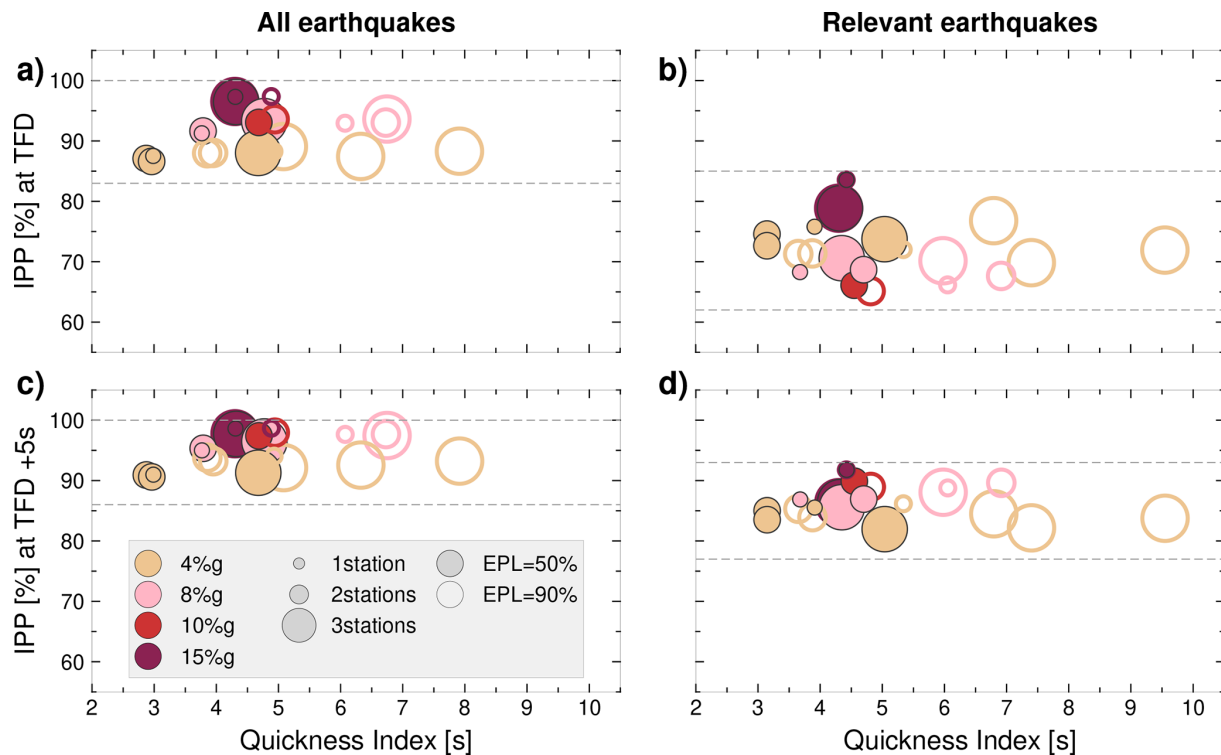 All earthquakes
Relevant earthquakes
a)
b)
100
90
80
70
60
IPP [%] at TFD
c)
d)
100
90
80
70
60
IPP [%] at TFD +5s
4%g
8%g
10%g
15%g
1station
2stations
3stations
EPL=50%
EPL=90%
2 3 4 5 6 7 8 9 10
2 3 4 5 6 7 8 9 10
Quickness Index [s]
Quickness Index [s]